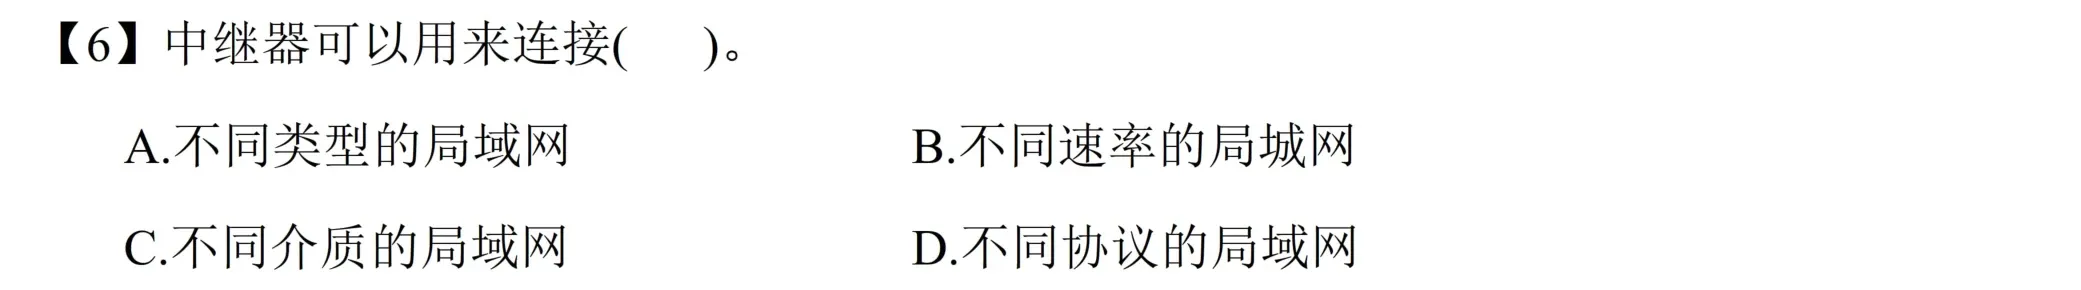 【6】中继器可以用来连接(    )。
A.不同类型的局域网    B.不同速率的局城网
C.不同介质的局域网    D.不同协议的局域网